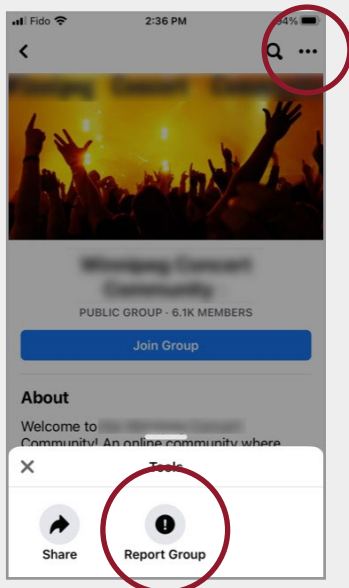 Fido 2:36 PM 94%
PUBLIC GROUP · 6.1K MEMBERS
Join Group
About
Welcome to
Community! An online community where
Tools
Share Report Group